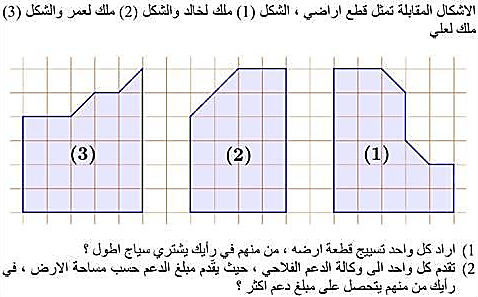 الاشكال المقابلة تمثل قطع اراضي ، الشكل (1) ملك لخالد والشكل (2) ملك لعمر والشكل (3)
ملك لعلي
(3) (2) (1)
1) اراد كل واحد تسييج قطعة ارضه ، من منهم في رأيك يشتري سياج اطول ؟
2) تقدم كل واحد الى وكالة الدعم الفلاحي ، حيث يقدم مبلغ الدعم حسب مساحة الارض ، في
رأيك من منهم يتحصل على مبلغ دعم اكثر ؟